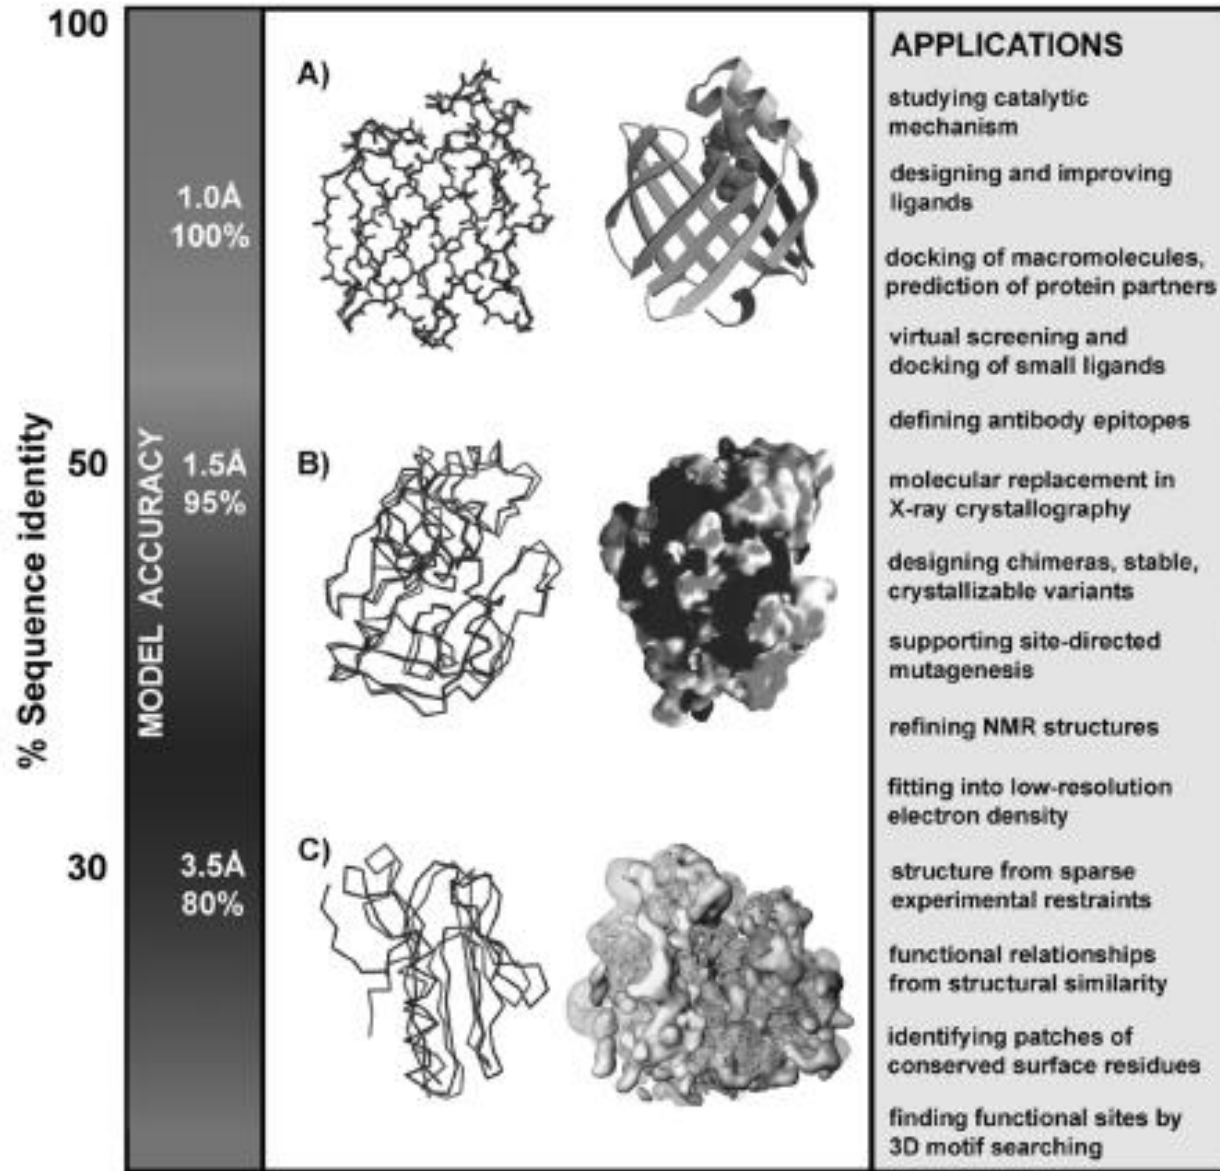 100
50
30
% Sequence identity
MODEL ACCURACY
1.0Å
100%
1.5Å
95%
3.5Å
80%
A)
B)
C)
APPLICATIONS
studying catalytic
mechanism
designing and improving
ligands
docking of macromolecules,
prediction of protein partners
virtual screening and
docking of small ligands
defining antibody epitopes
molecular replacement in
X-ray crystallography
designing chimeras, stable,
crystallizable variants
supporting site-directed
mutagenesis
refining NMR structures
fitting into low-resolution
electron density
structure from sparse
experimental restraints
functional relationships
from structural similarity
identifying patches of
conserved surface residues
finding functional sites by
3D motif searching